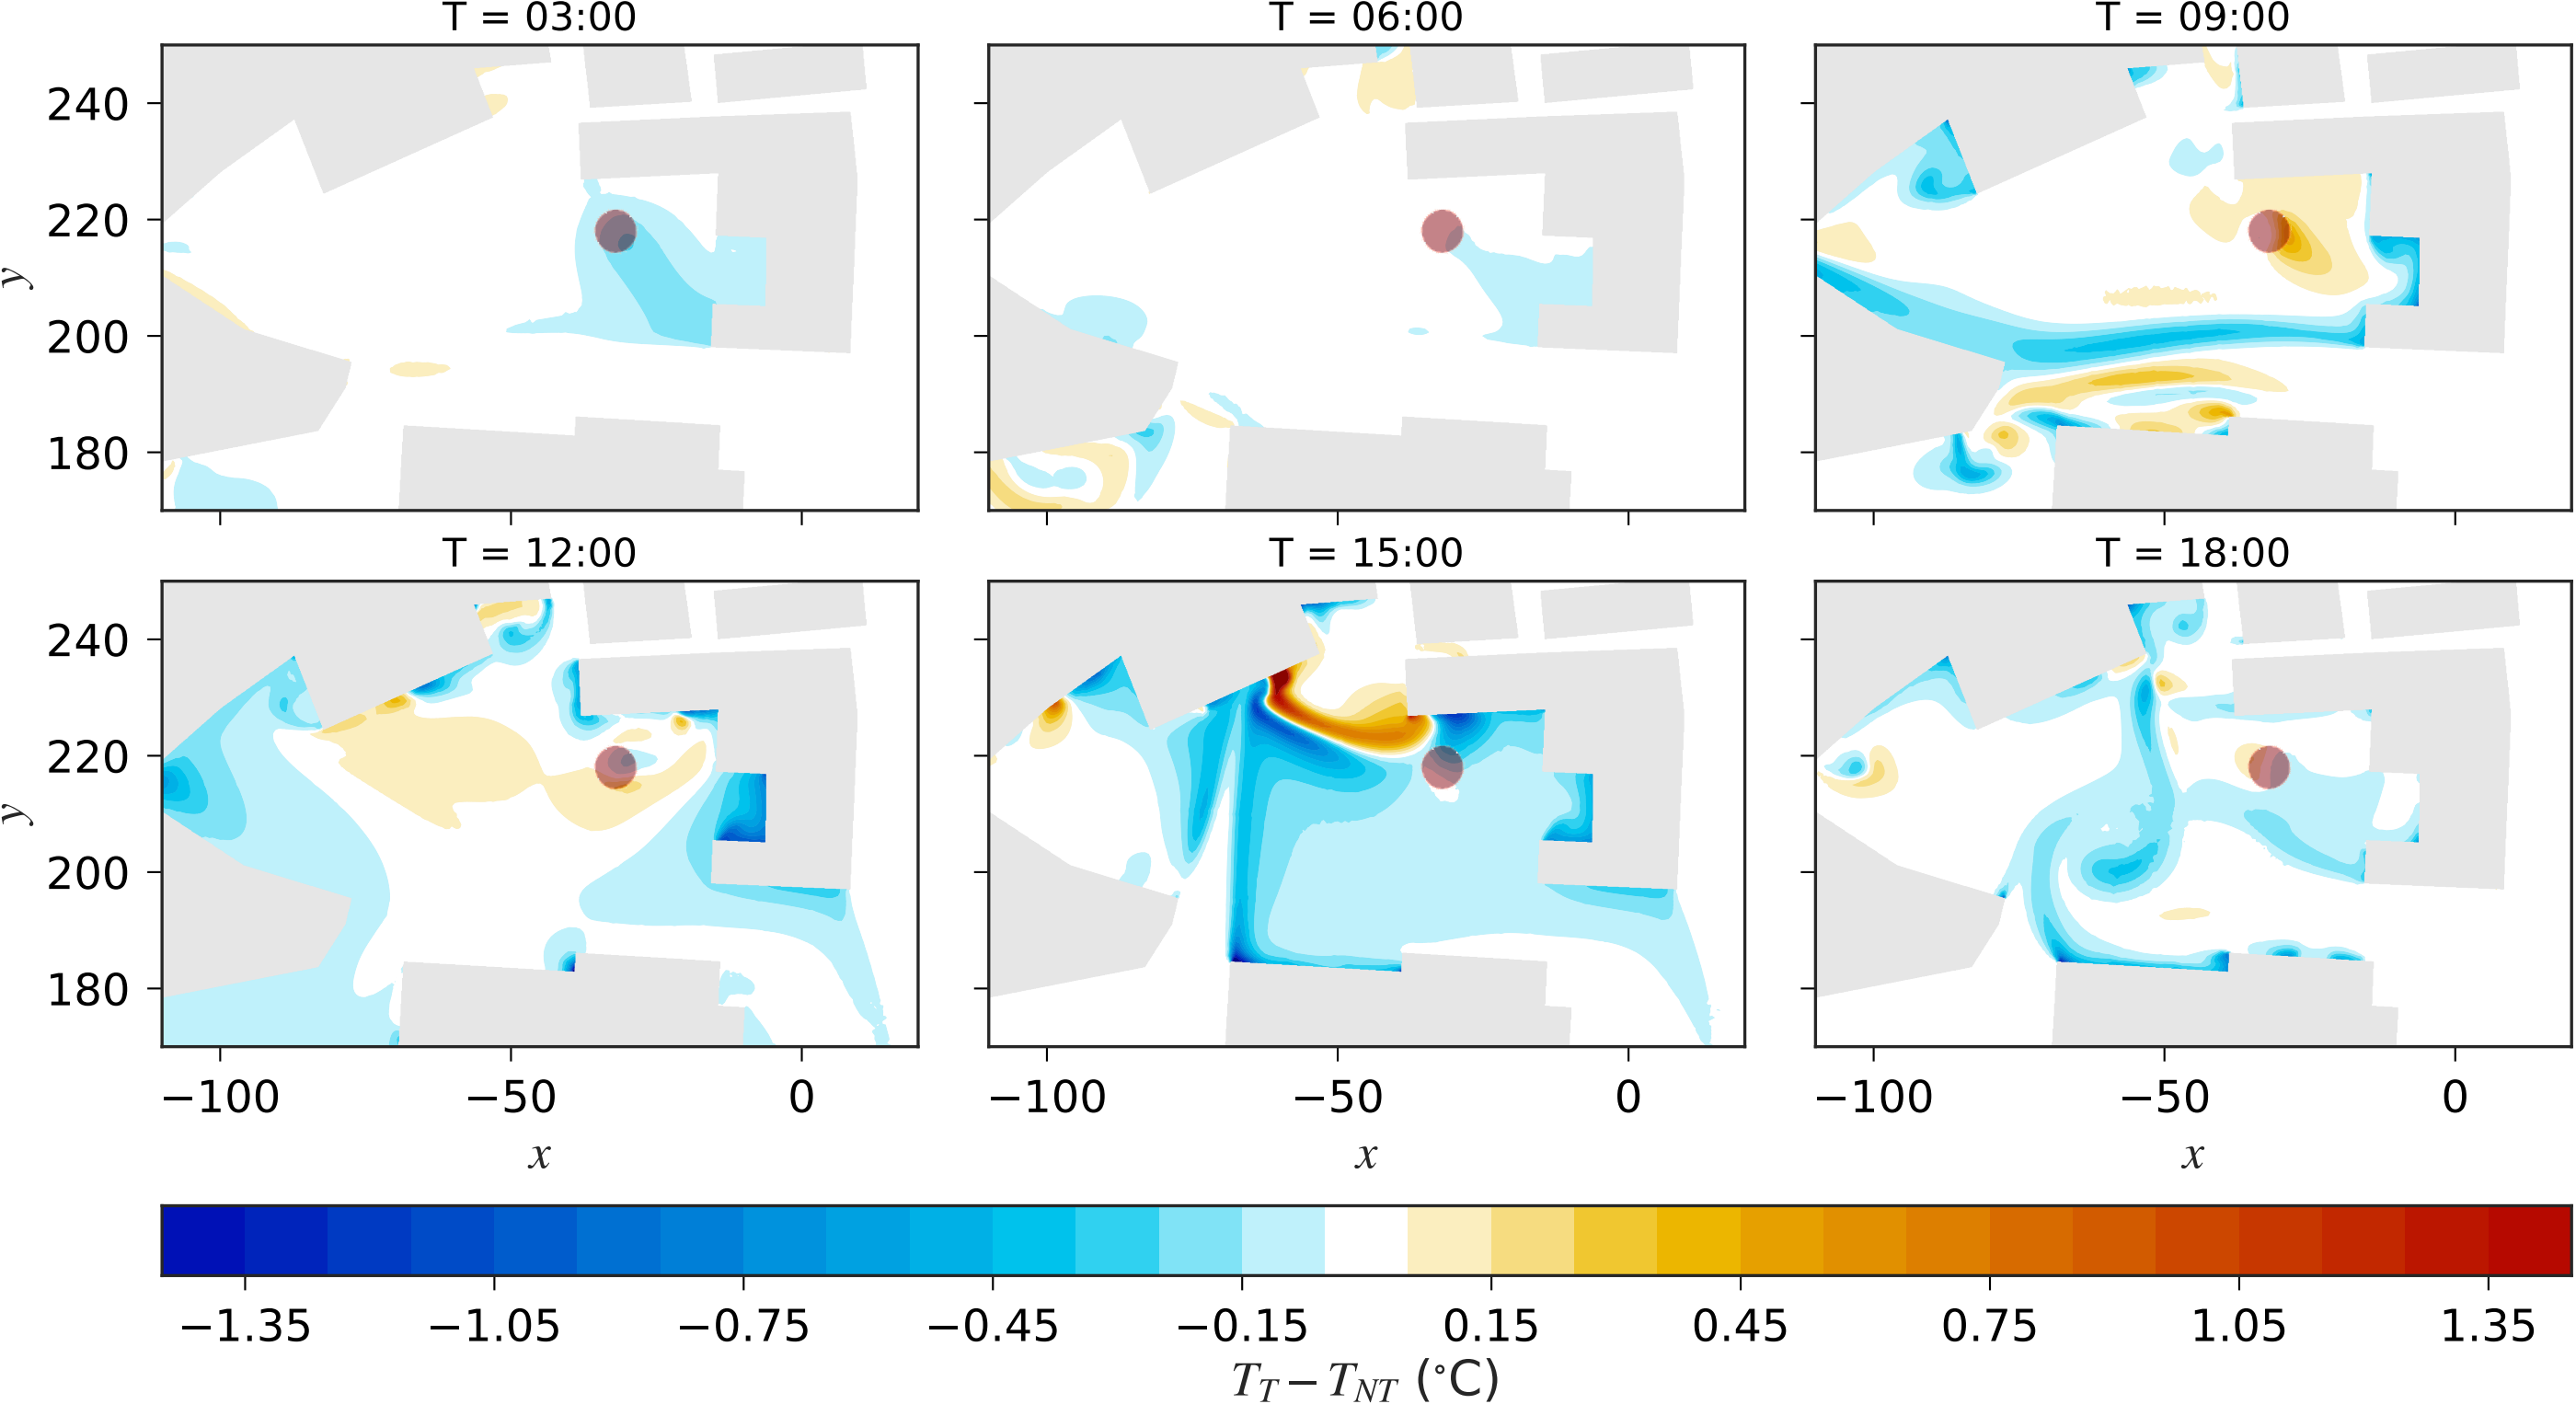 T = 03:00 T = 06:00 T = 09:00
240
220
y
200
180
T = 12:00 T = 15:00 T = 18:00
240
220
y
200
180
−100 −50 0 −100 −50 0 −100 −50 0
x x x
−1.35 −1.05 −0.75 −0.45 −0.15 0.15 0.45 0.75 1.05 1.35
T_T − T_NT (°C)